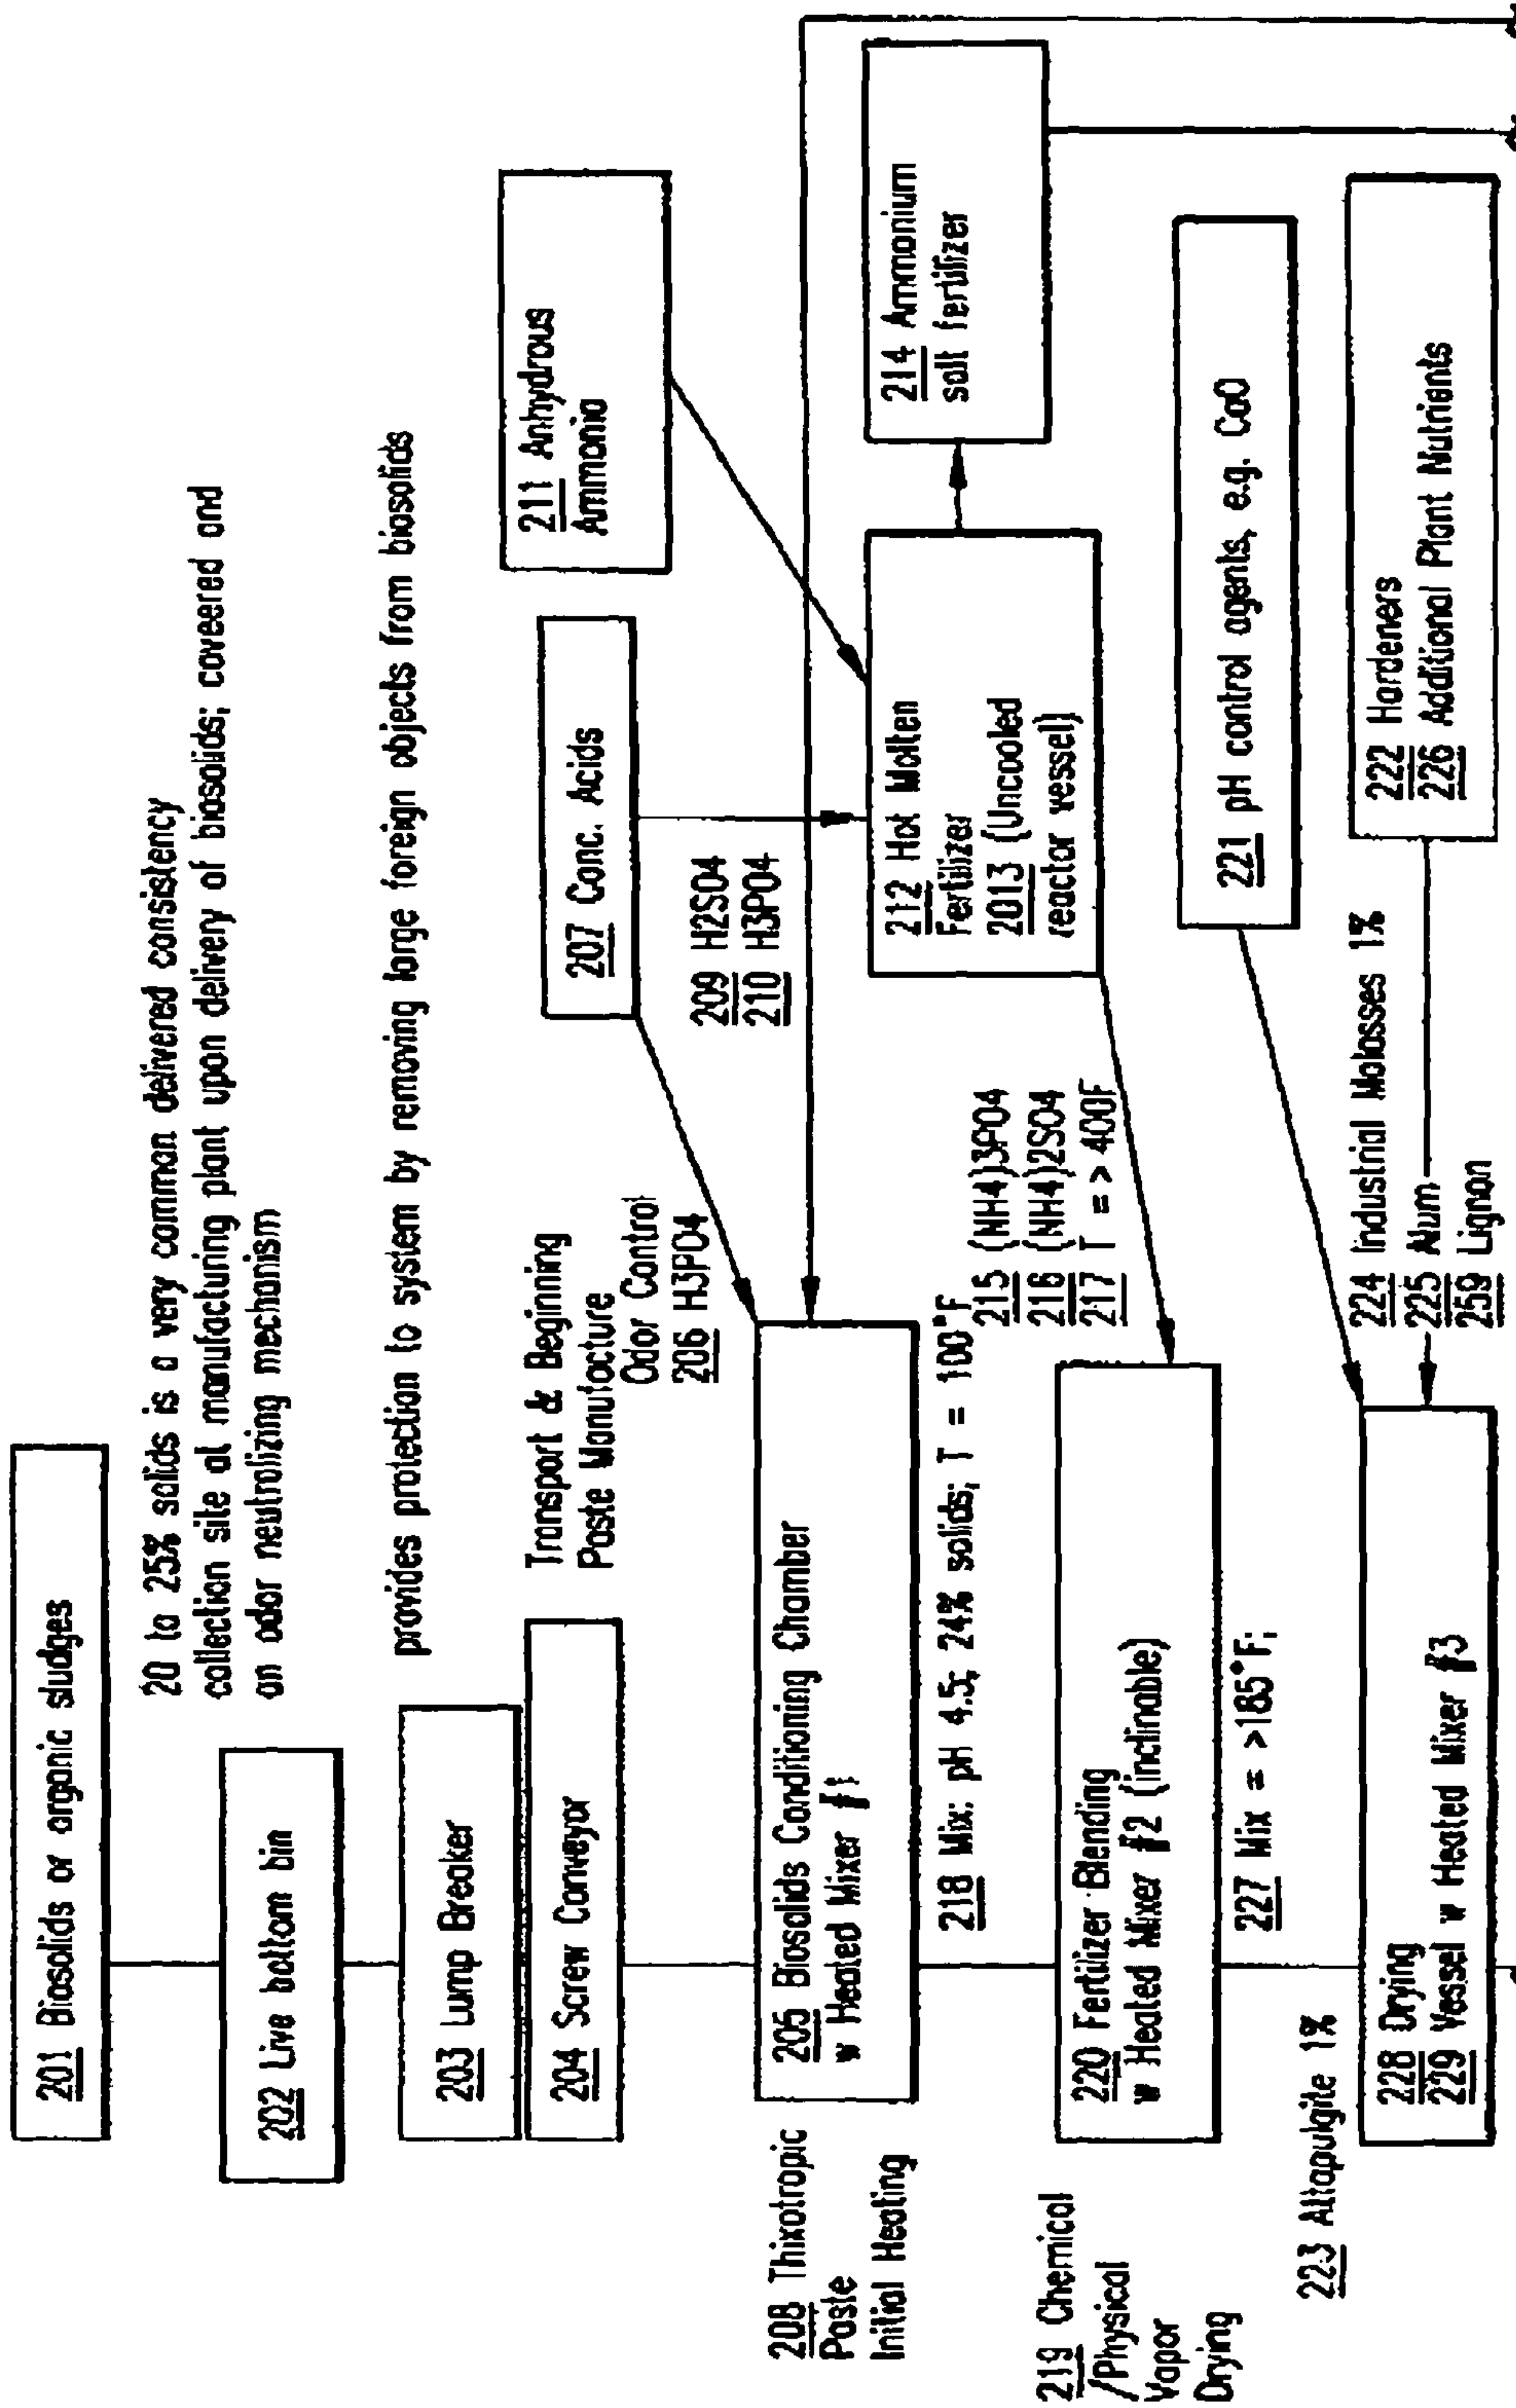 201 Biosolids or organic sludges
20 to 25% solids is a very common delivered consistency
collection site at manufacturing plant upon delivery of biosolids; coveered and
an odor neutralizing mechanism
202 Live bottom bin
203 Lump Breaker
provides protection to system by removing large foreign objects from biosolids
204 Screw Conveyor
Transport & Beginning
Paste Manufacture
Odor Control
206 H3PO4
207 Conc. Acids
211 Anhydrous
Ammonia
208 Thixotropic
Paste
Initial Heating
205 Biosolids Conditioning Chamber
w Heated Mixer #1
209 H2SO4
210 H3PO4
212 Hot Molten
Fertilizer
2013 (Uncooled
reactor vessel)
214 Ammonium
salt fertilizer
218 Mix: pH 4.5; 24% solids; T = 100°F
215 (NH4)3PO4
216 (NH4)2SO4
217 T = > 400F
219 Chemical
/Physical
Vapor
Drying
220 Fertilizer Blending
w Heated Mixer #2 (inclinable)
221 pH control agents, e.g. CaO
227 Mix = >185°F;
223 Attapulgite 1%
224 Industrial Molasses 1%
225 Alum
259 Lignon
222 Hardeners
226 Additional Plant Nutrients
228 Drying
229 Vessel w Heated Mixer #3